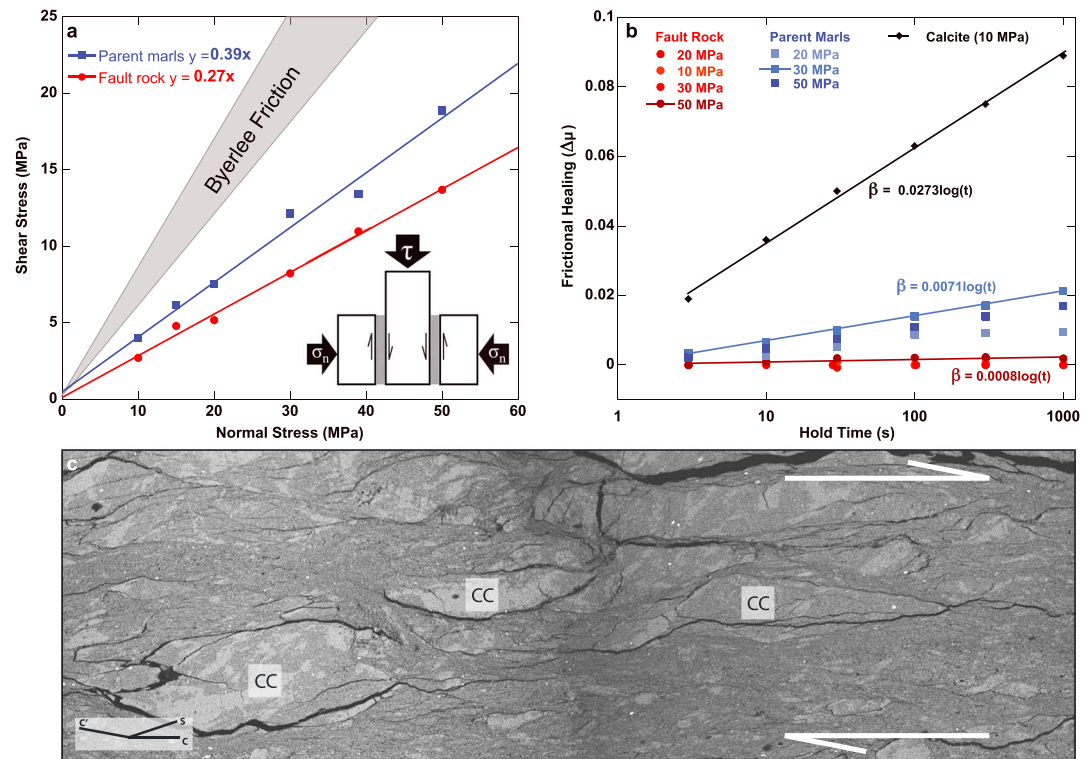 a
25
20
15
10
5
0
Shear Stress (MPa)
0 10 20 30 40 50 60
Normal Stress (MPa)
Parent marls y = 0.39x
Fault rock y = 0.27x
Byerlee Friction
τ
σn σn
b
0.1
0.08
0.06
0.04
0.02
0
Frictional Healing (Δμ)
1 10 100 1000
Hold Time (s)
Fault Rock
20 MPa
10 MPa
30 MPa
50 MPa
Parent Marls
20 MPa
30 MPa
50 MPa
Calcite (10 MPa)
β = 0.0273log(t)
β = 0.0071log(t)
β = 0.0008log(t)
c
CC
CC
CC
C'
S
C